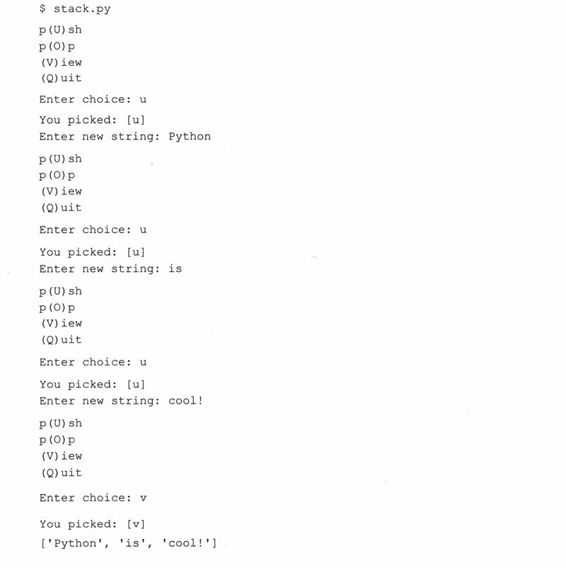 $ stack.py
p(U)sh
p(O)p
(V)iew
(Q)uit
Enter choice: u
You picked: [u]
Enter new string: Python
p(U)sh
p(O)p
(V)iew
(Q)uit
Enter choice: u
You picked: [u]
Enter new string: is
p(U)sh
p(O)p
(V)iew
(Q)uit
Enter choice: u
You picked: [u]
Enter new string: cool!
p(U)sh
p(O)p
(V)iew
(Q)uit
Enter choice: v
You picked: [v]
['Python', 'is', 'cool!']